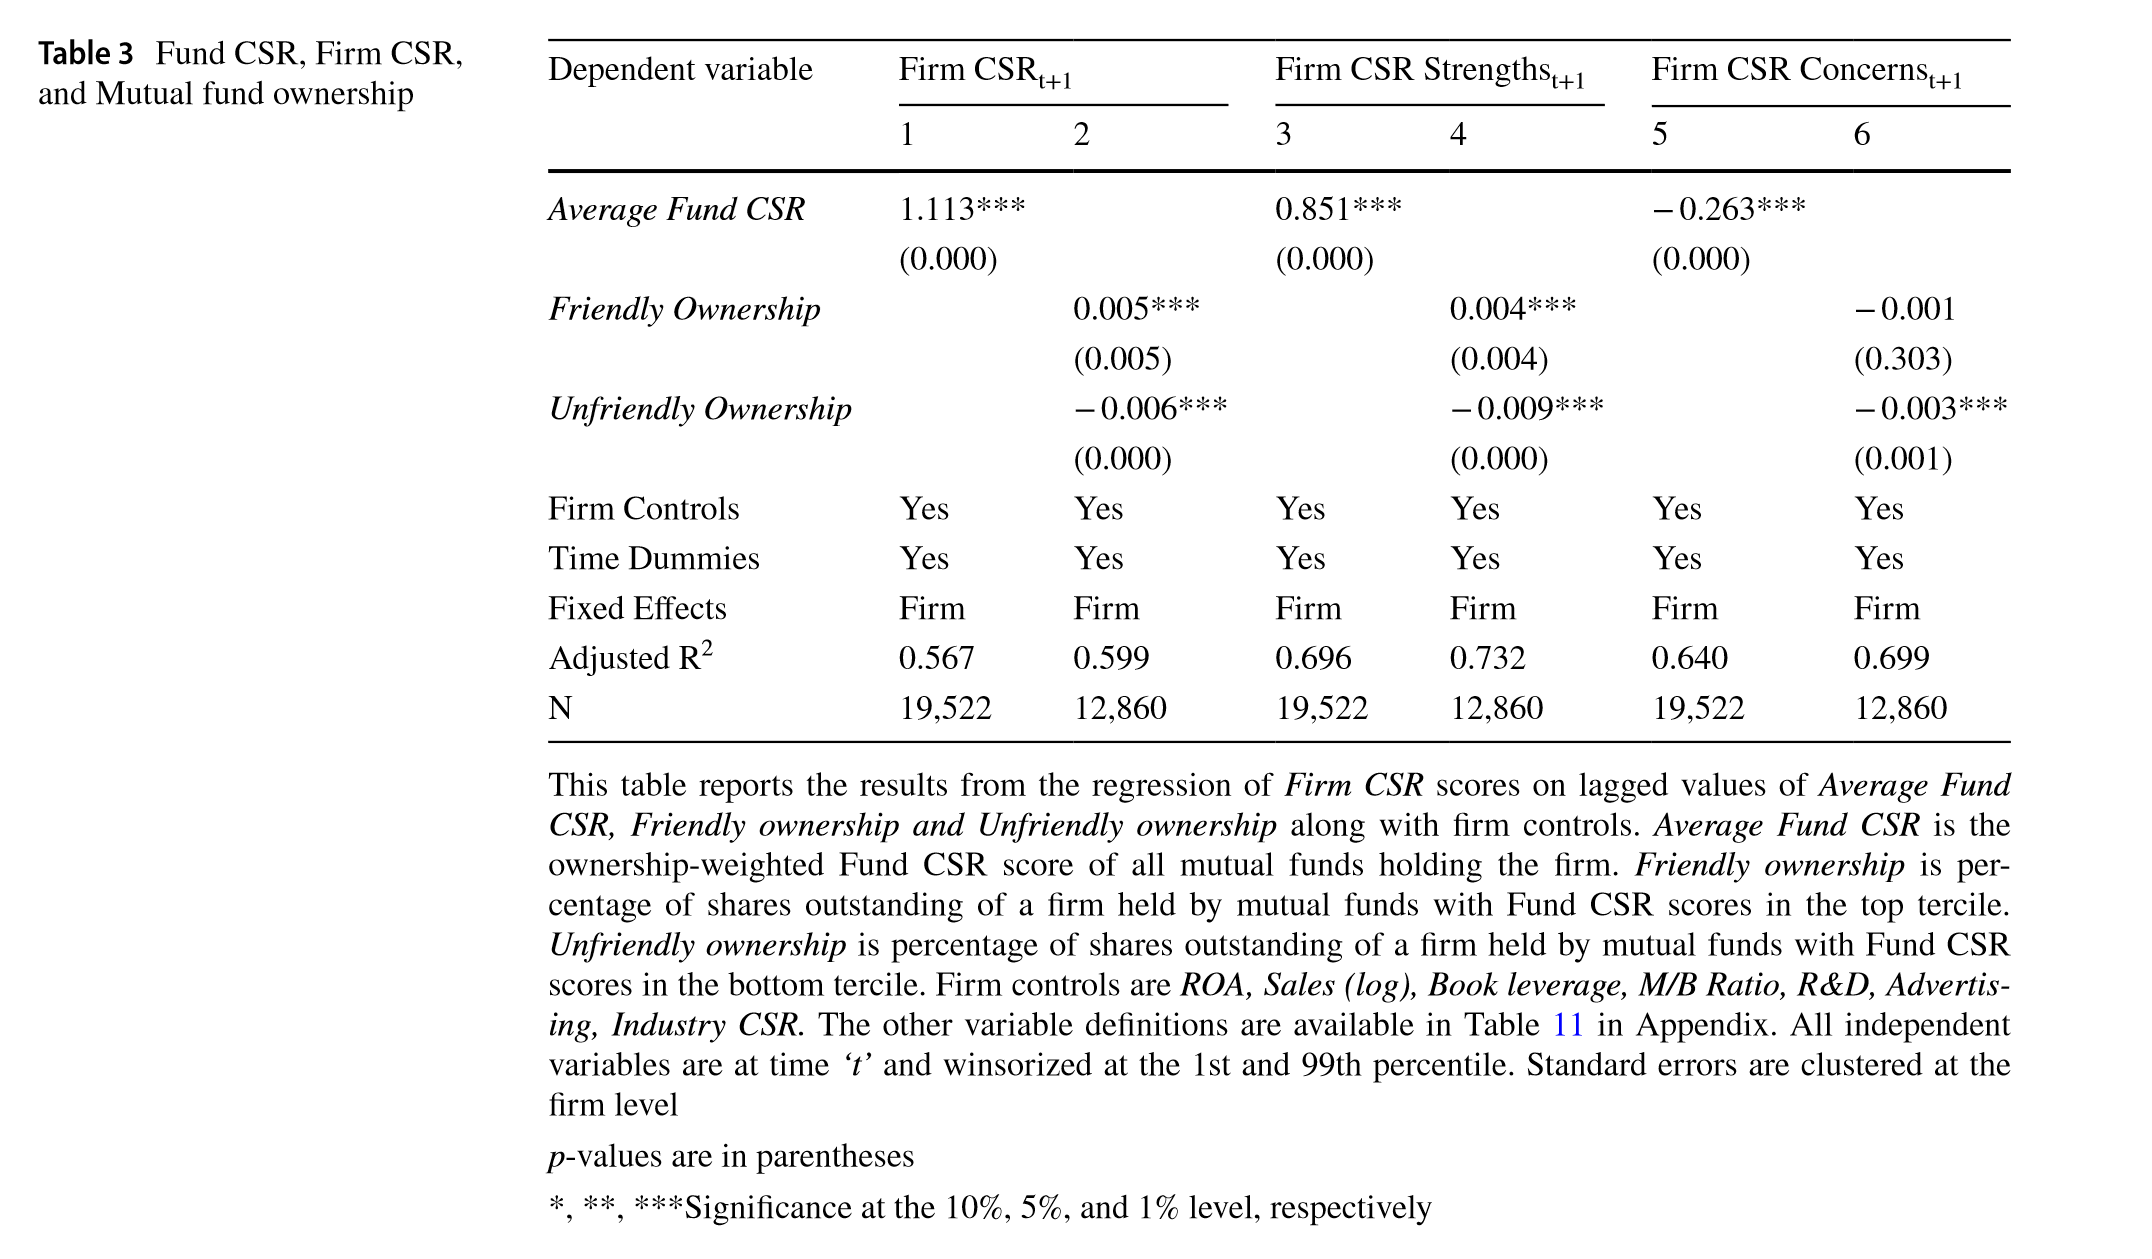 Table 3 Fund CSR, Firm CSR,
and Mutual fund ownership
Dependent variable Firm CSRt+1 Firm CSR Strengthst+1 Firm CSR Concernst+1
1 2 3 4 5 6
Average Fund CSR 1.113*** 0.851*** −0.263***
(0.000) (0.000) (0.000)
Friendly Ownership 0.005*** 0.004*** −0.001
(0.005) (0.004) (0.303)
Unfriendly Ownership −0.006*** −0.009*** −0.003***
(0.000) (0.000) (0.001)
Firm Controls Yes Yes Yes Yes Yes Yes
Time Dummies Yes Yes Yes Yes Yes Yes
Fixed Effects Firm Firm Firm Firm Firm Firm
Adjusted R2 0.567 0.599 0.696 0.732 0.640 0.699
N 19,522 12,860 19,522 12,860 19,522 12,860
This table reports the results from the regression of Firm CSR scores on lagged values of Average Fund
CSR, Friendly ownership and Unfriendly ownership along with firm controls. Average Fund CSR is the
ownership-weighted Fund CSR score of all mutual funds holding the firm. Friendly ownership is per-
centage of shares outstanding of a firm held by mutual funds with Fund CSR scores in the top tercile.
Unfriendly ownership is percentage of shares outstanding of a firm held by mutual funds with Fund CSR
scores in the bottom tercile. Firm controls are ROA, Sales (log), Book leverage, M/B Ratio, R&D, Advertis-
ing, Industry CSR. The other variable definitions are available in Table 11 in Appendix. All independent
variables are at time ‘t’ and winsorized at the 1st and 99th percentile. Standard errors are clustered at the
firm level
p-values are in parentheses
*, **, ***Significance at the 10%, 5%, and 1% level, respectively